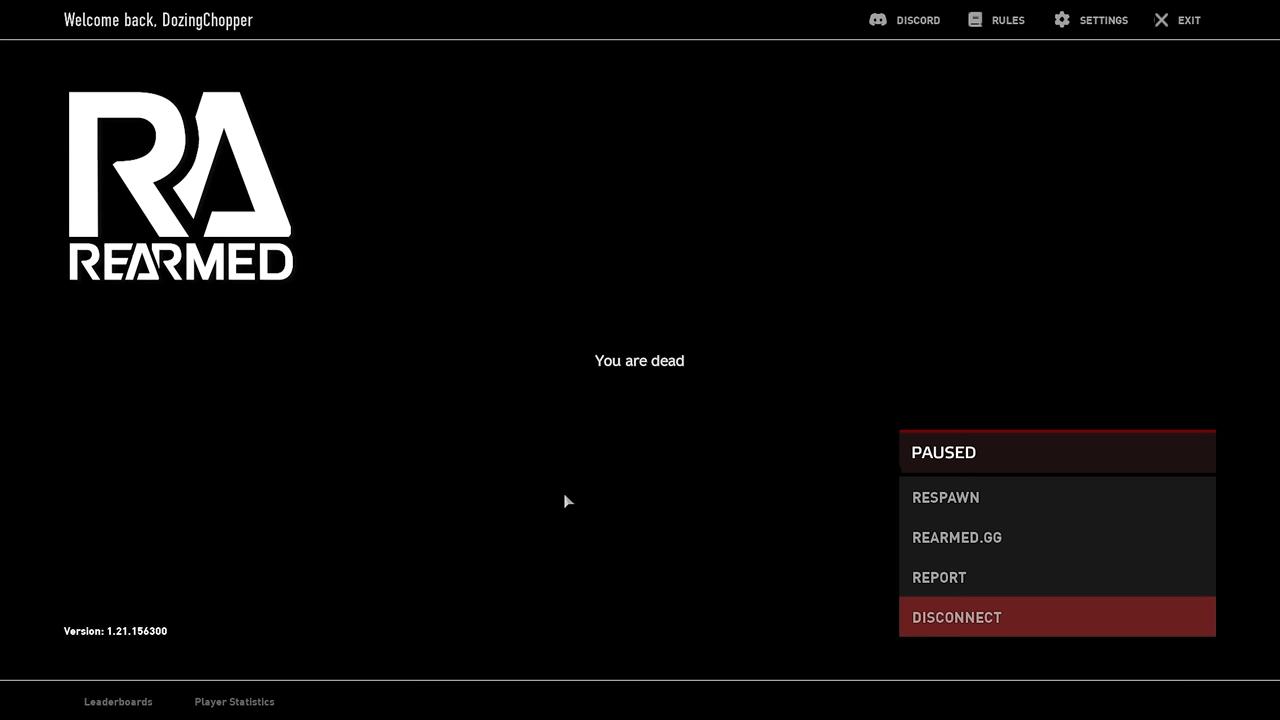 Welcome back, DozingChopper
DISCORD
RULES
SETTINGS
EXIT
RA
REARMED
You are dead
PAUSED
RESPAWN
REARMED.GG
REPORT
DISCONNECT
Version: 1.21.156300
Leaderboards
Player Statistics